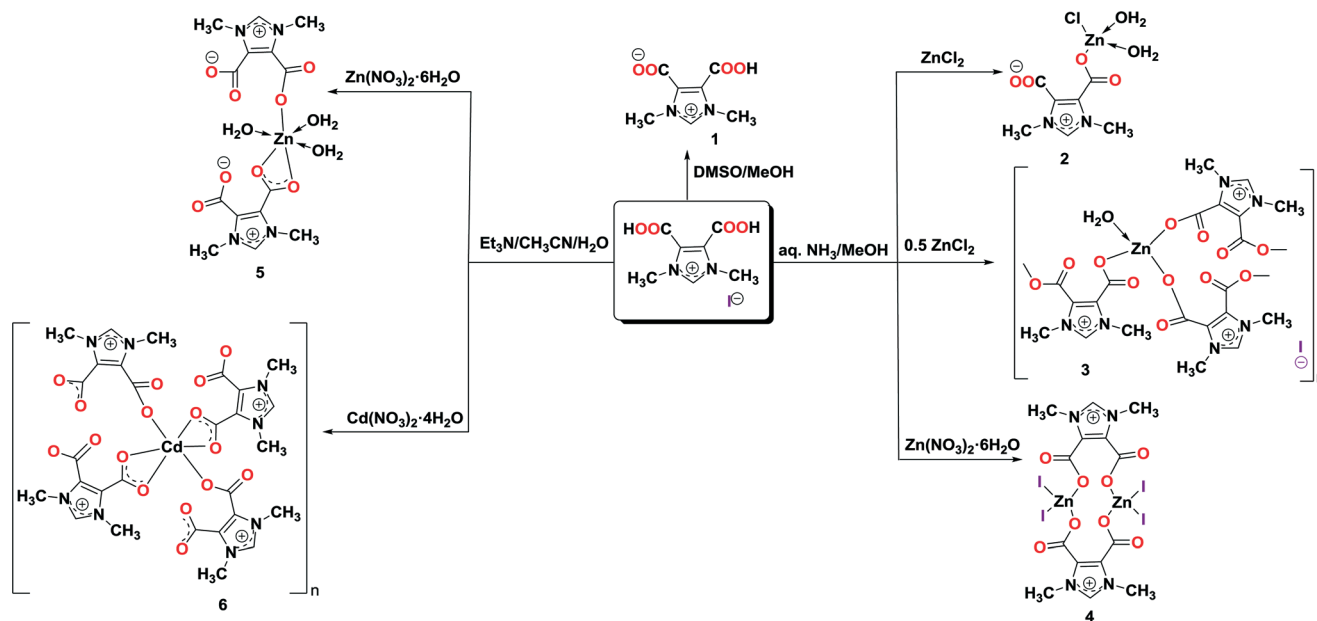 H₃C N N CH₃
⊕
⊖
O O O
O O
Zn(NO₃)₂·6H₂O
OH₂
H₂O Zn
OH₂
⊖
O O O
O
⊕
H₃C N N CH₃
5
⊖
OOC COOH
⊕
H₃C N N CH₃
1
DMSO/MeOH
HOOC COOH
⊕
H₃C N N CH₃
I⊖
Et₃N/CH₃CN/H₂O
aq. NH₃/MeOH
ZnCl₂
Cl OH₂
Zn
OH₂
⊖ O
OOC O
⊕
H₃C N N CH₃
2
0.5 ZnCl₂
H₃C N
⊕
N CH₃
H₂O O O
Zn O O
O O
O O O
O O
⊕ ⊕
H₃C N N CH₃ O N CH₃
N
H₃C
I
⊖
3
Zn(NO₃)₂·6H₂O
H₃C N N CH₃
⊕
O O
I O O I
Zn Zn
I O O I
O O
⊕
H₃C N N CH₃
4
Cd(NO₃)₂·4H₂O
H₃C N N CH₃
⊕
O CH₃
O O O N
O O O ⊕
O N
O O CH₃
O Cd
O O
O O O
H₃C N ⊕ O
N O CH₃
CH₃ O N
⊕
N
H₃C
n
6